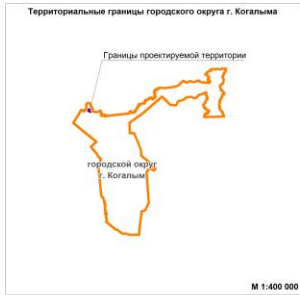 Территориальные границы городского округа г. Когалыма
Границы проектируемой территории
городской округ
г. Когалым
М 1:400 000